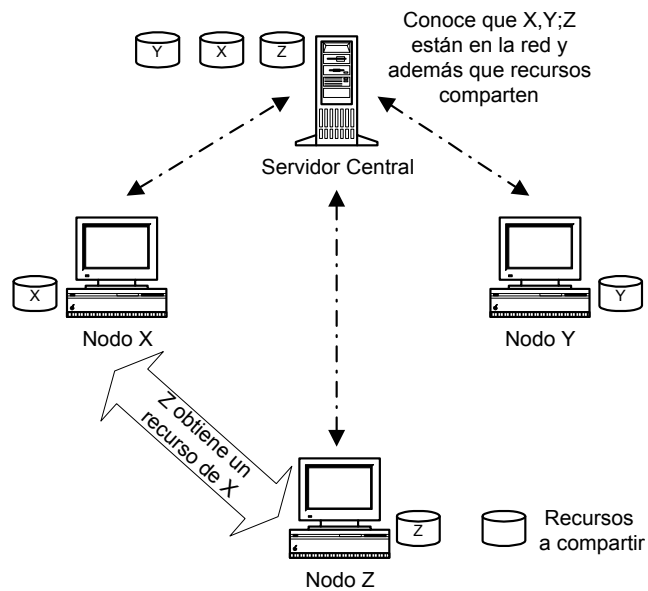 Y X Z
Conoce que X,Y;Z
están en la red y
además que recursos
comparten
Servidor Central
X
Nodo X
Y
Nodo Y
Z obtiene un
recurso de X
Z
Nodo Z
Recursos
a compartir